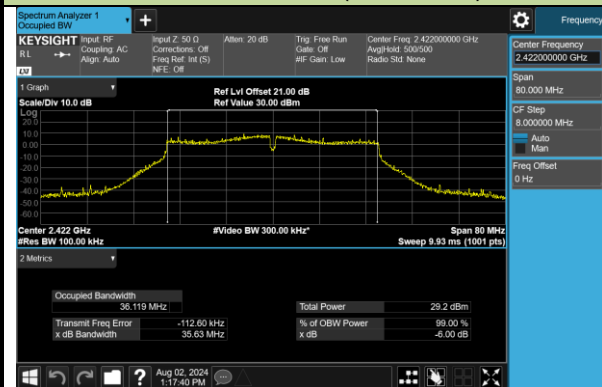 Spectrum Analyzer 1
Occupied BW
+
Frequency
KEYSIGHT
RL
LXI
Input: RF
Coupling: AC
Align: Auto
Input Z: 50 Ω
Corrections: Off
Freq Ref: Int (S)
NFE: Off
Atten: 20 dB
Trig: Free Run
Gate: Off
#IF Gain: Low
Center Freq: 2.422000000 GHz
Avg|Hold: 500/500
Radio Std: None
Center Frequency
2.422000000 GHz
Span
80.000 MHz
CF Step
8.000000 MHz
Auto
Man
Freq Offset
0 Hz
1 Graph
Scale/Div 10.0 dB
Ref Lvl Offset 21.00 dB
Ref Value 30.00 dBm
Log
20.0
10.0
0.00
-10.0
-20.0
-30.0
-40.0
-50.0
-60.0
Center 2.422 GHz
#Video BW 300.00 kHz*
Span 80 MHz
#Res BW 100.00 kHz
Sweep 9.93 ms (1001 pts)
2 Metrics
Occupied Bandwidth
36.119 MHz
Total Power 29.2 dBm
Transmit Freq Error -112.60 kHz
% of OBW Power 99.00 %
x dB Bandwidth 35.63 MHz
x dB -6.00 dB
?
Aug 02, 2024
1:17:40 PM